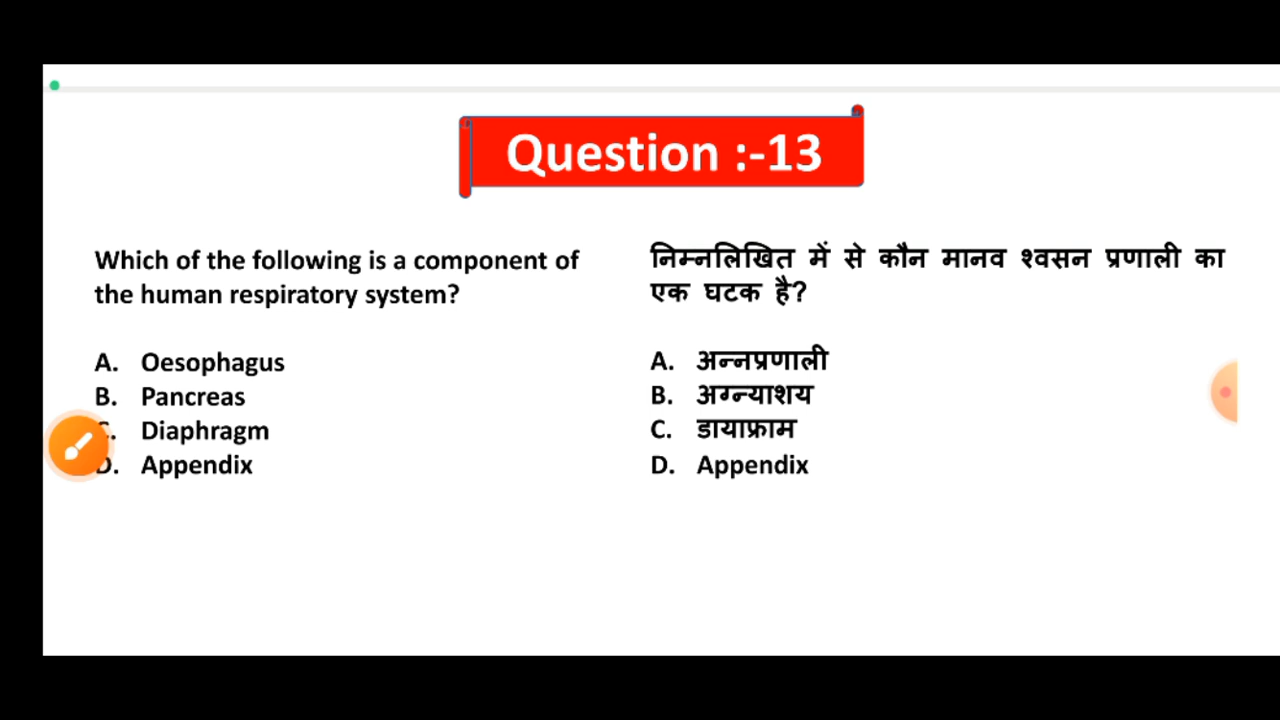 Question :-13
Which of the following is a component of
the human respiratory system?
A. Oesophagus
B. Pancreas
C. Diaphragm
D. Appendix
निम्नलिखित में से कौन मानव श्वसन प्रणाली का
एक घटक है?
A. अन्नप्रणाली
B. अग्न्याशय
C. डायाफ्राम
D. Appendix